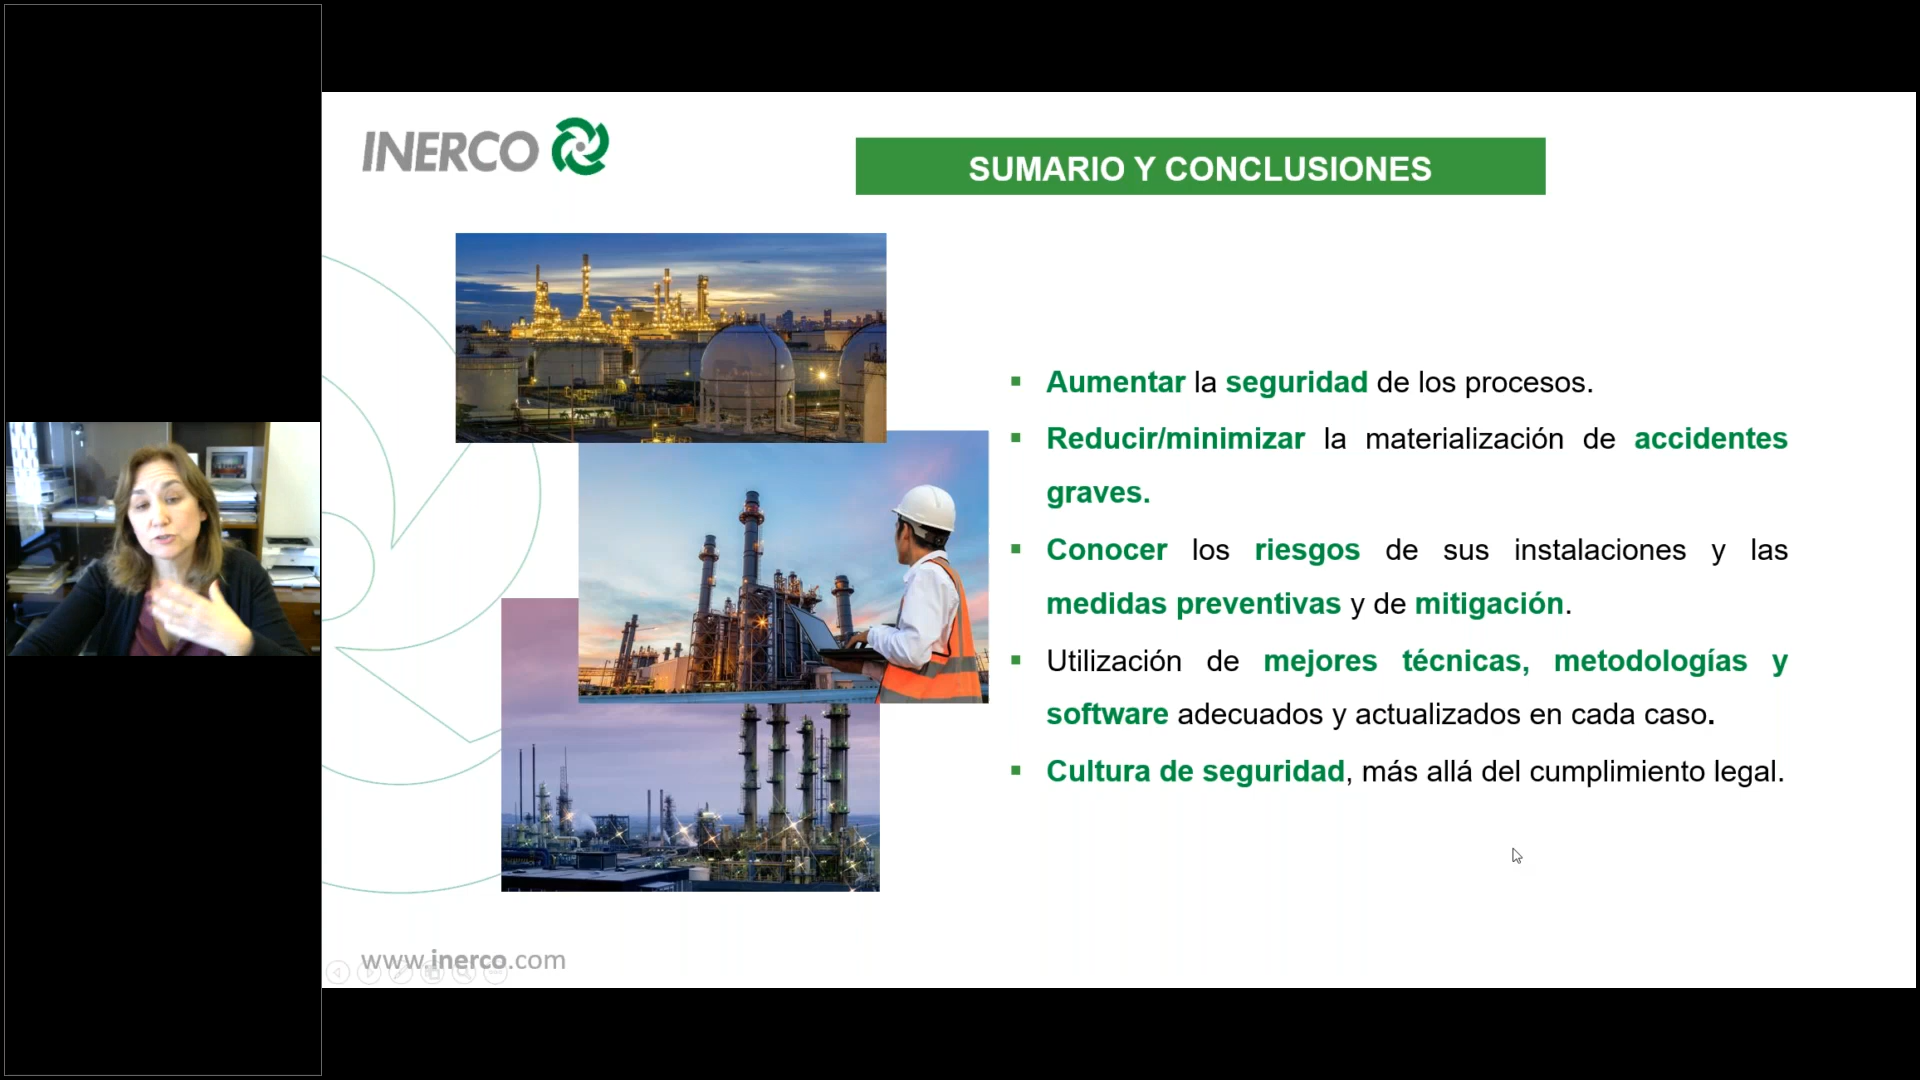 INERCO
SUMARIO Y CONCLUSIONES
▪ Aumentar la seguridad de los procesos.
▪ Reducir/minimizar la materialización de accidentes
graves.
▪ Conocer los riesgos de sus instalaciones y las
medidas preventivas y de mitigación.
▪ Utilización de mejores técnicas, metodologías y
software adecuados y actualizados en cada caso.
▪ Cultura de seguridad, más allá del cumplimiento legal.
www.inerco.com